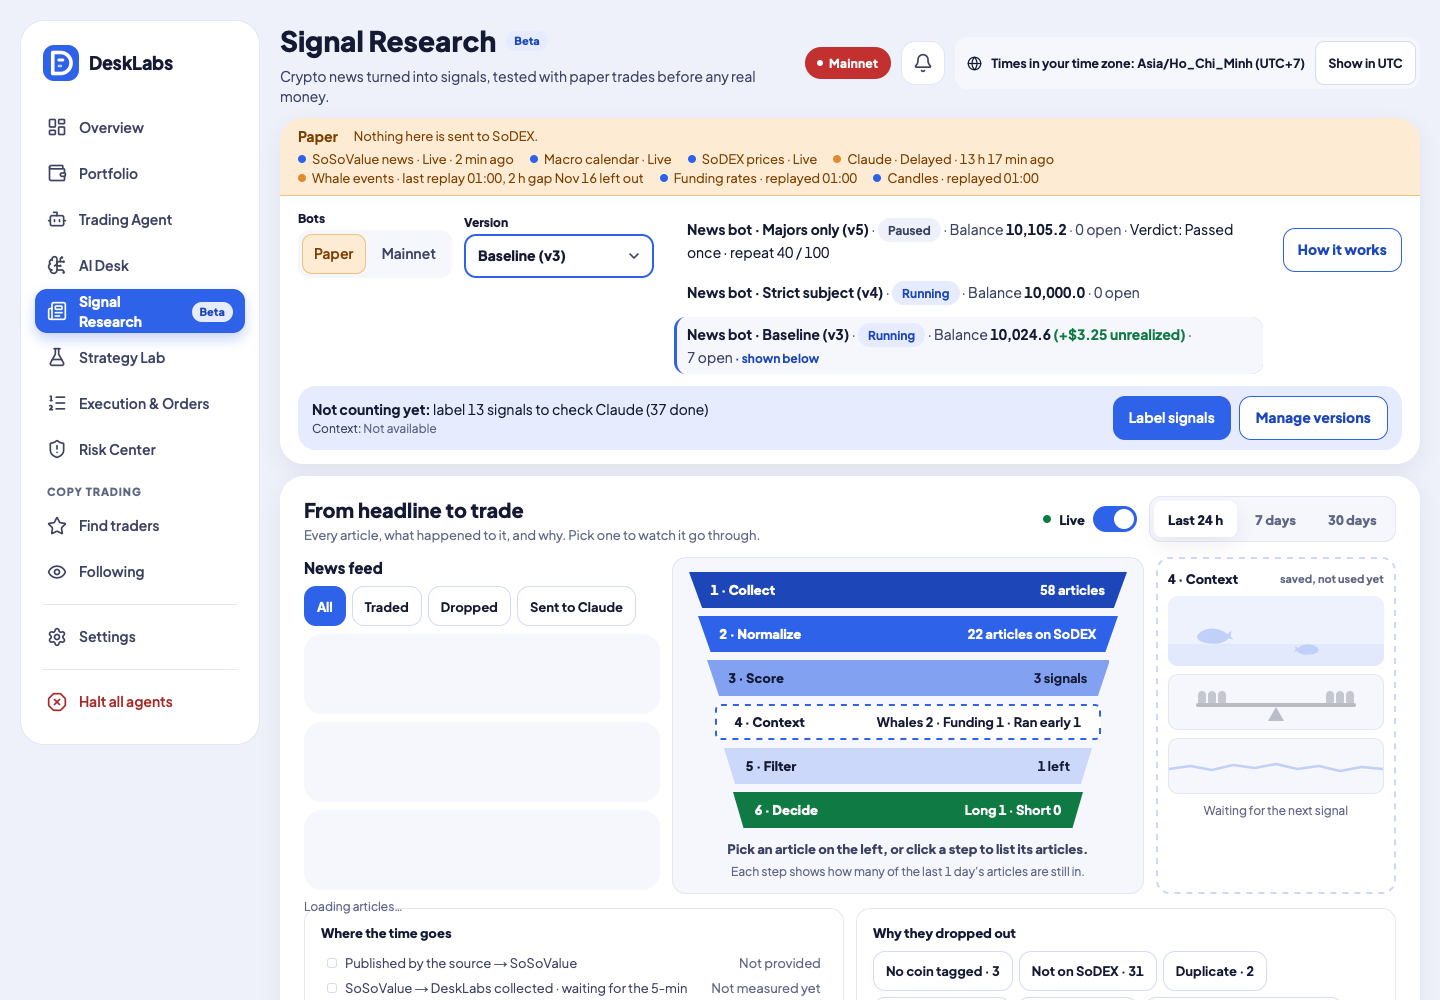 DeskLabs
Overview
Portfolio
Trading Agent
AI Desk
Signal
Research
Beta
Strategy Lab
Execution & Orders
Risk Center
COPY TRADING
Find traders
Following
Settings
Halt all agents
Signal Research Beta
Crypto news turned into signals, tested with paper trades before any real
money.
Mainnet
Times in your time zone: Asia/Ho_Chi_Minh (UTC+7)
Show in UTC
Paper Nothing here is sent to SoDEX.
SoSoValue news · Live · 2 min ago Macro calendar · Live SoDEX prices · Live Claude · Delayed · 13 h 17 min ago
Whale events · last replay 01:00, 2 h gap Nov 16 left out Funding rates · replayed 01:00 Candles · replayed 01:00
Bots
Paper Mainnet
Version
Baseline (v3)
News bot · Majors only (v5) · Paused · Balance 10,105.2 · 0 open · Verdict: Passed
once · repeat 40 / 100
News bot · Strict subject (v4) · Running · Balance 10,000.0 · 0 open
News bot · Baseline (v3) · Running · Balance 10,024.6 (+$3.25 unrealized) ·
7 open · shown below
How it works
Not counting yet: label 13 signals to check Claude (37 done)
Context: Not available
Label signals
Manage versions
From headline to trade
Every article, what happened to it, and why. Pick one to watch it go through.
Live
Last 24 h 7 days 30 days
News feed
All Traded Dropped Sent to Claude
Loading articles…
1 · Collect 58 articles
2 · Normalize 22 articles on SoDEX
3 · Score 3 signals
4 · Context Whales 2 · Funding 1 · Ran early 1
5 · Filter 1 left
6 · Decide Long 1 · Short 0
Pick an article on the left, or click a step to list its articles.
Each step shows how many of the last 1 day's articles are still in.
4 · Context saved, not used yet
Waiting for the next signal
Where the time goes
Published by the source → SoSoValue Not provided
SoSoValue → DeskLabs collected · waiting for the 5-min Not measured yet
Why they dropped out
No coin tagged · 3 Not on SoDEX · 31 Duplicate · 2